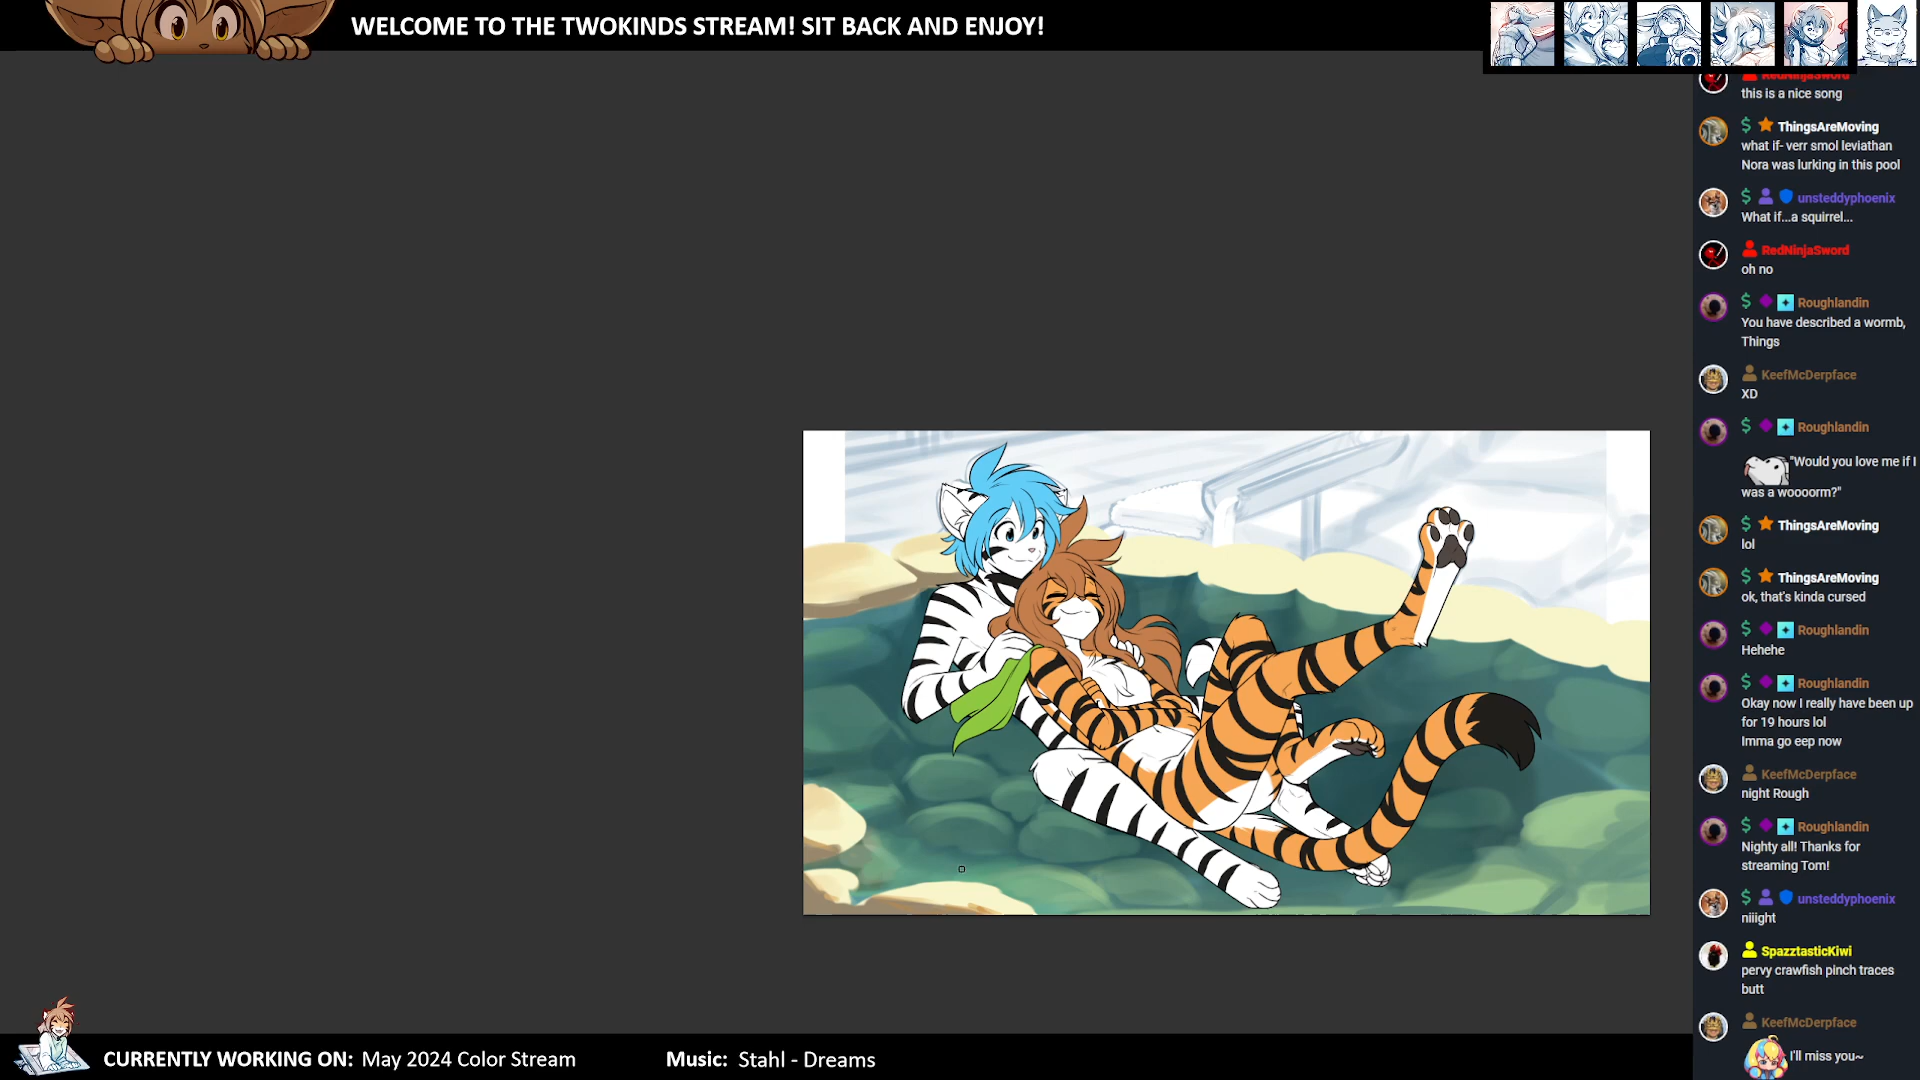 WELCOME TO THE TWOKINDS STREAM! SIT BACK AND ENJOY!
RedNinjaSword
this is a nice song
ThingsAreMoving
what if- verr smol leviathan
Nora was lurking in this pool
unsteddyphoenix
What if...a squirrel...
RedNinjaSword
oh no
Roughlandin
You have described a wormb,
Things
KeefMcDerpface
XD
Roughlandin
"Would you love me if I
was a woooorm?"
ThingsAreMoving
lol
ThingsAreMoving
ok, that's kinda cursed
Roughlandin
Hehehe
Roughlandin
Okay now I really have been up
for 19 hours lol
Imma go eep now
KeefMcDerpface
night Rough
Roughlandin
Nighty all! Thanks for
streaming Tom!
unsteddyphoenix
niiight
SpazztasticKiwi
pervy crawfish pinch traces
butt
KeefMcDerpface
I'll miss you~
CURRENTLY WORKING ON: May 2024 Color Stream
Music: Stahl - Dreams